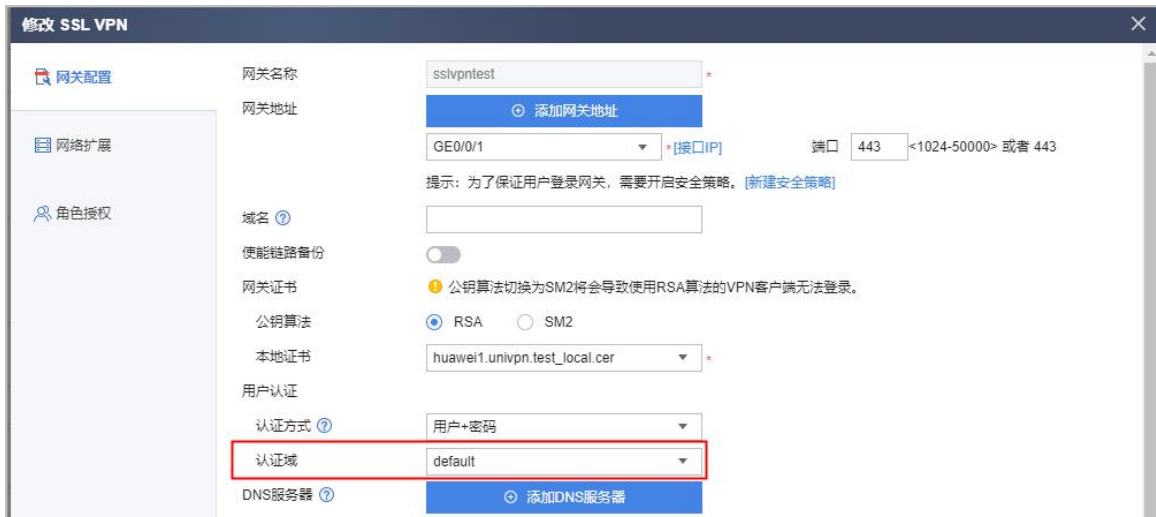 修改 SSL VPN
网关配置
网络扩展
角色授权
网关名称 sslvpntest *
网关地址 添加网关地址
GE0/0/1 *[接口IP] 端口 443 <1024-50000> 或者 443
提示：为了保证用户登录网关，需要开启安全策略。[新建安全策略]
域名
使能链路备份
网关证书 公钥算法切换为SM2将会导致使用RSA算法的VPN客户端无法登录。
公钥算法 RSA SM2
本地证书 huawei1.univpn.test_local.cer *
用户认证
认证方式 用户+密码
认证域 default
DNS服务器 添加DNS服务器